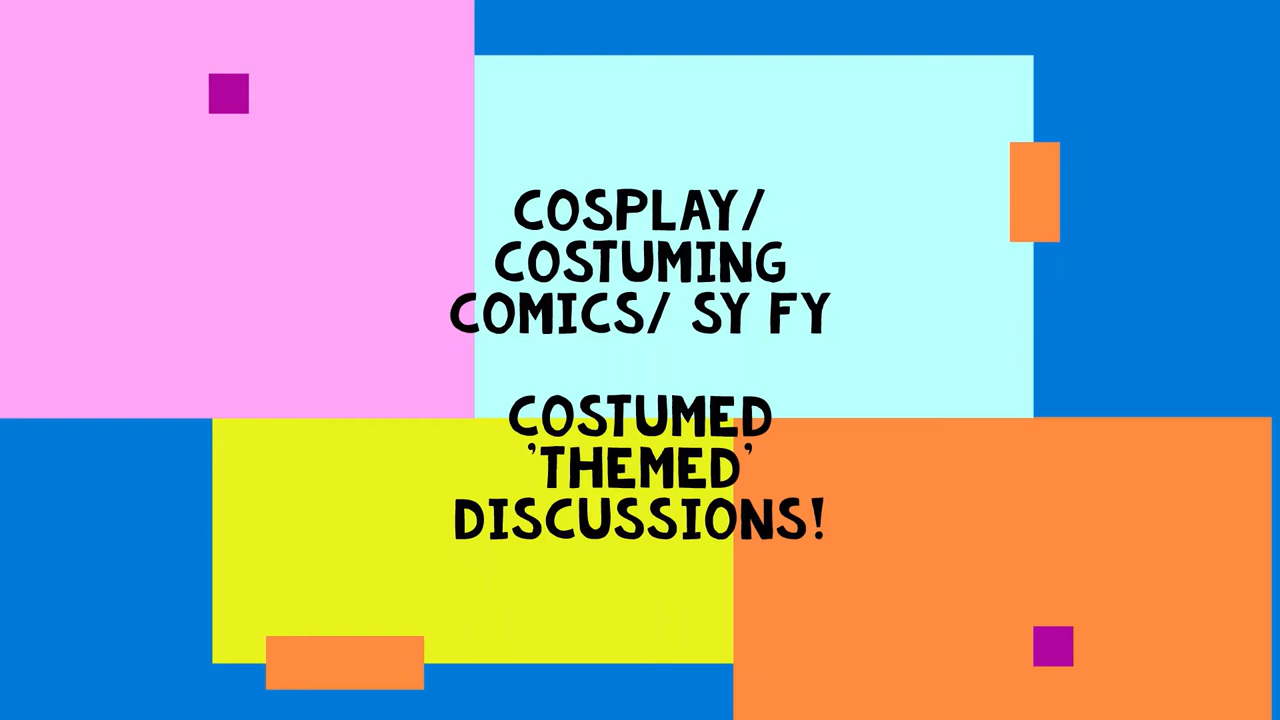 COSPLAY/
COSTUMING
COMICS/ SY FY
COSTUMED
'THEMED'
DISCUSSIONS!